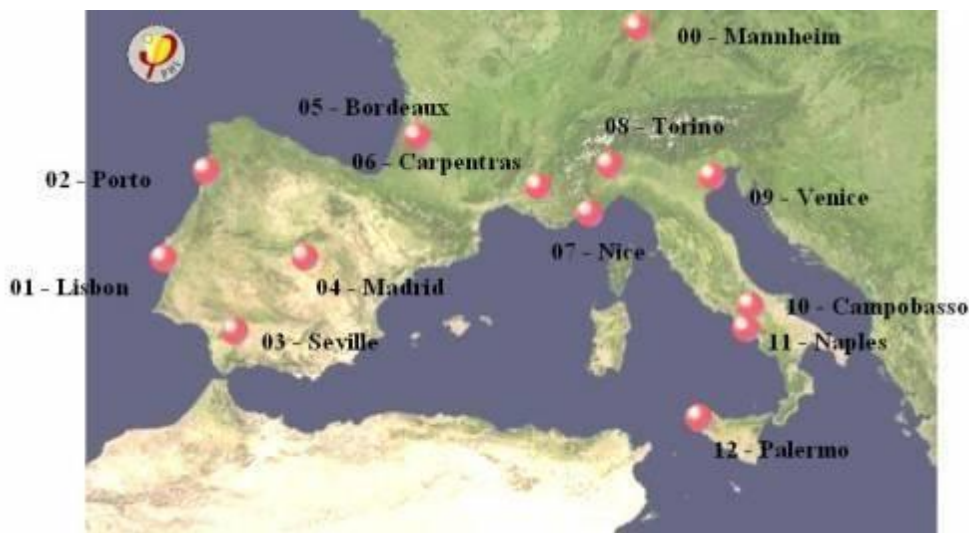 00 - Mannheim
05 - Bordeaux
08 - Torino
06 - Carpentras
02 - Porto
09 - Venice
07 - Nice
01 - Lisbon
04 - Madrid
10 - Campobasso
03 - Seville
11 - Naples
12 - Palermo